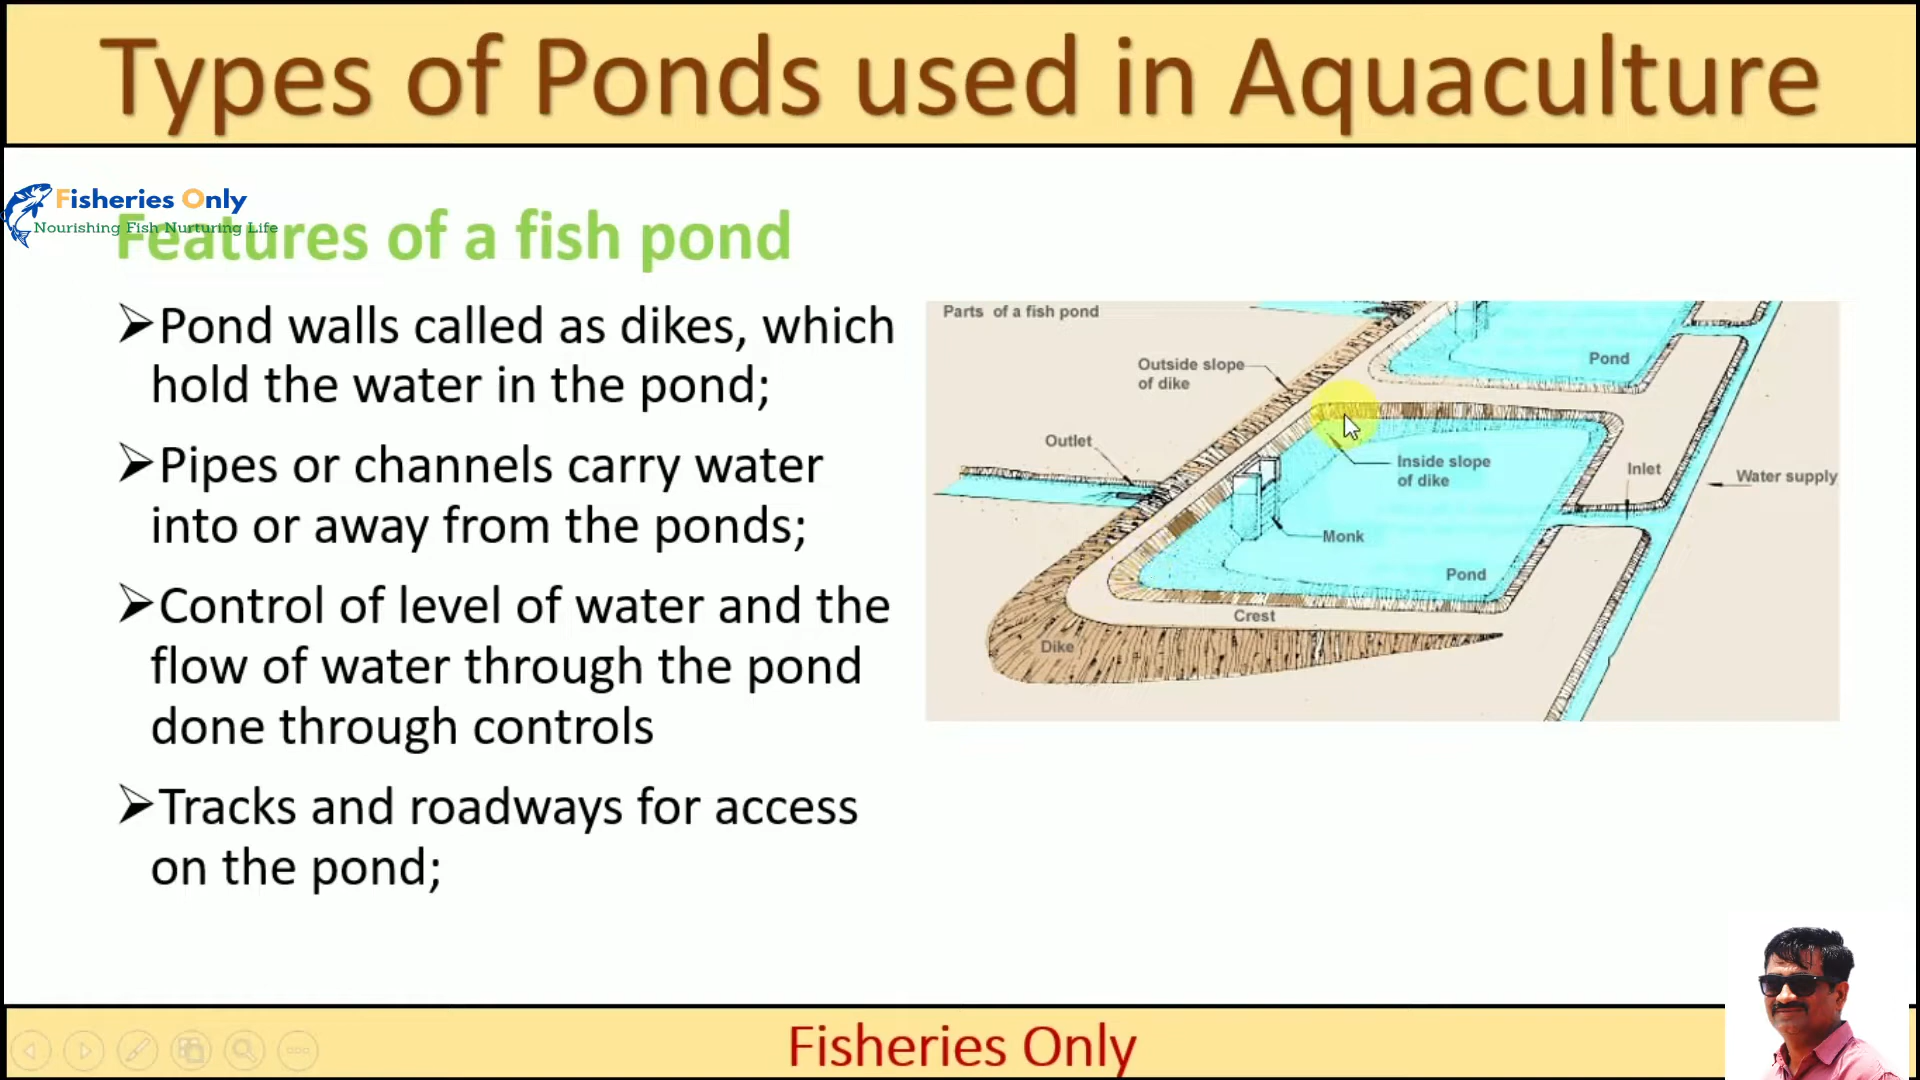 Types of Ponds used in Aquaculture
Fisheries Only
Nourishing Fish Nurturing Life
Features of a fish pond
➢Pond walls called as dikes, which
hold the water in the pond;
➢Pipes or channels carry water
into or away from the ponds;
➢Control of level of water and the
flow of water through the pond
done through controls
➢Tracks and roadways for access
on the pond;
Parts of a fish pond
Outside slope
of dike
Pond
Outlet
Inside slope
of dike
Inlet
Water supply
Monk
Pond
Crest
Dike
Fisheries Only